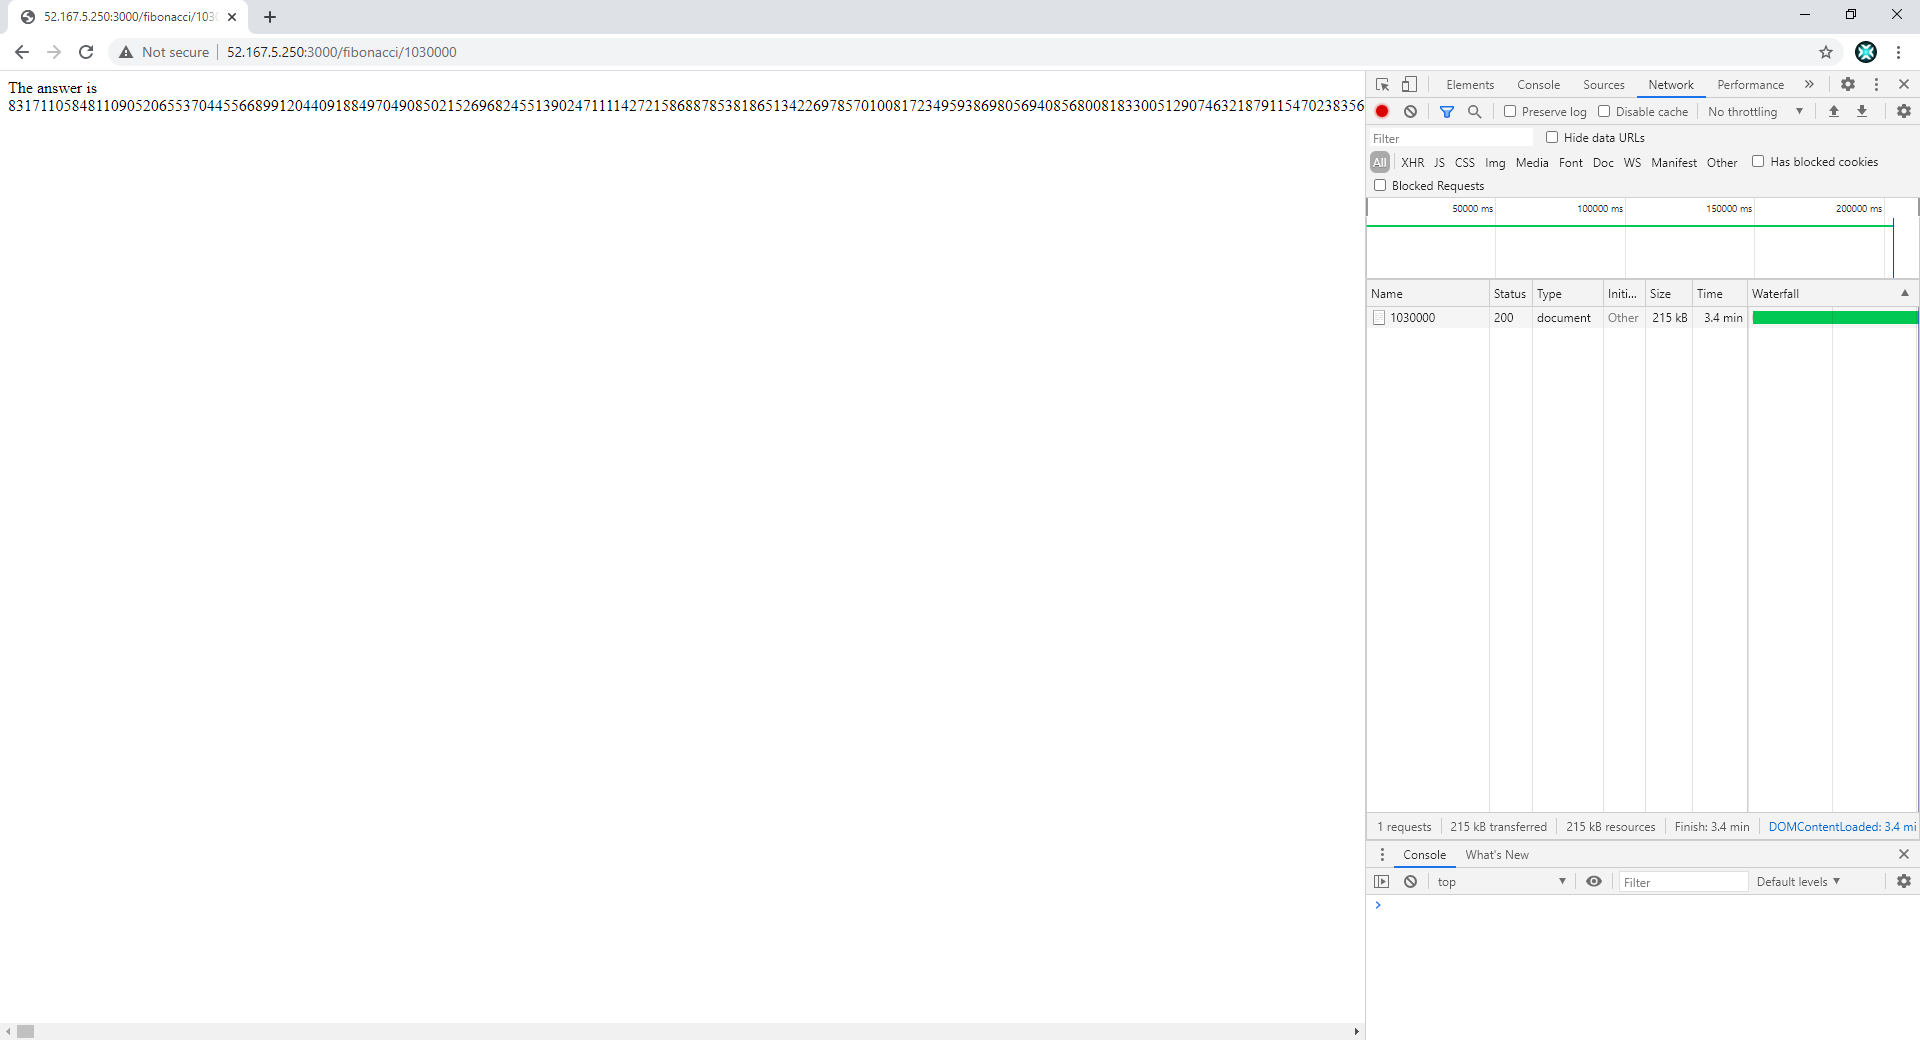 52.167.5.250:3000/fibonacci/103
Not secure 52.167.5.250:3000/fibonacci/1030000
The answer is
83171105848110905206553704455668991204409188497049085021526968245513902471111427215868878538186513422697857010081723495938698056940856800818330051290746321879115470238356
Elements Console Sources Network Performance
Preserve log Disable cache No throttling
Filter Hide data URLs
All XHR JS CSS Img Media Font Doc WS Manifest Other Has blocked cookies
Blocked Requests
50000 ms 100000 ms 150000 ms 200000 ms
Name Status Type Initi... Size Time Waterfall
1030000 200 document Other 215 kB 3.4 min
1 requests 215 kB transferred 215 kB resources Finish: 3.4 min DOMContentLoaded: 3.4 mi
Console What's New
top Filter Default levels